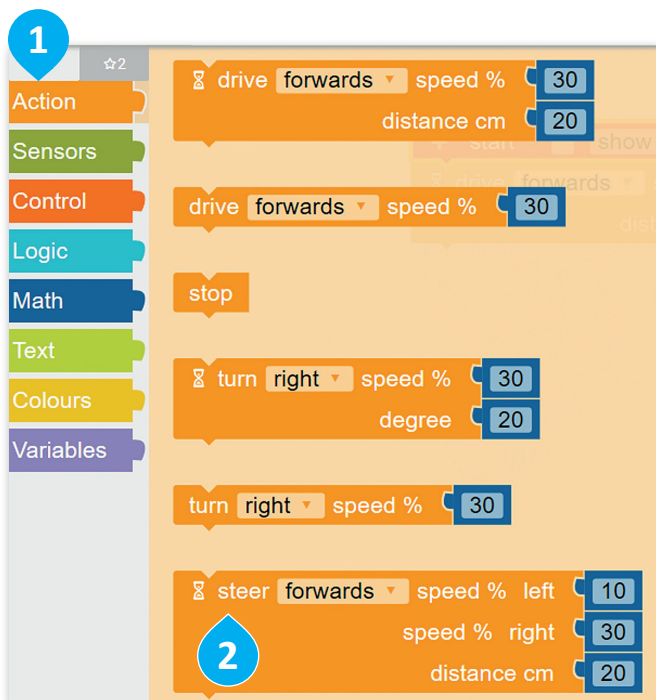 1
☆2
Action
Sensors
Control
Logic
Math
Text
Colours
Variables
drive forwards speed % 30
distance cm 20
start show
drive forwards
dist
drive forwards speed % 30
stop
turn right speed % 30
degree 20
turn right speed % 30
steer forwards speed % left 10
speed % right 30
distance cm 20
2